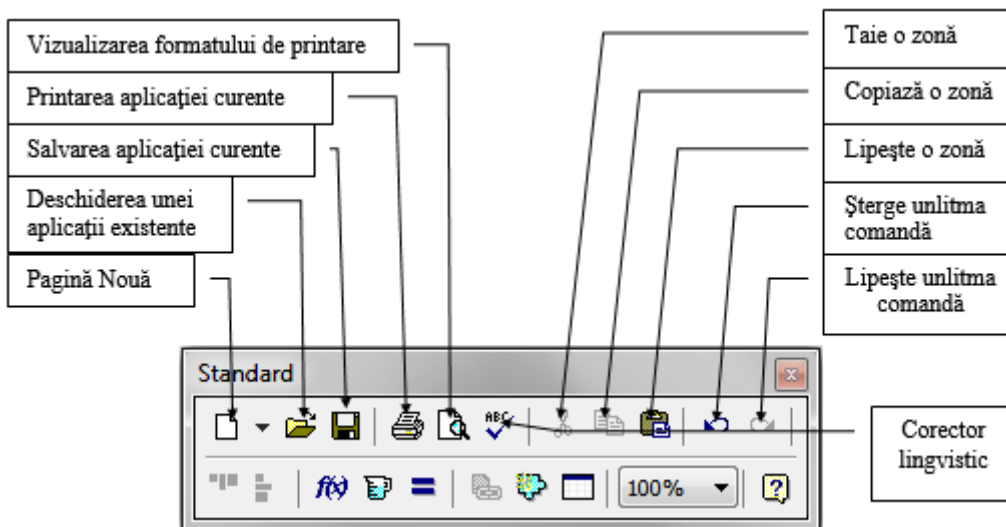 Vizualizarea formatului de printare
Printarea aplicaţiei curente
Salvarea aplicaţiei curente
Deschiderea unei
aplicaţii existente
Pagină Nouă
Taie o zonă
Copiază o zonă
Lipeşte o zonă
Şterge unlitma
comandă
Lipeşte unlitma
comandă
Corector
lingvistic
Standard
ABC
f(x)
100%
?